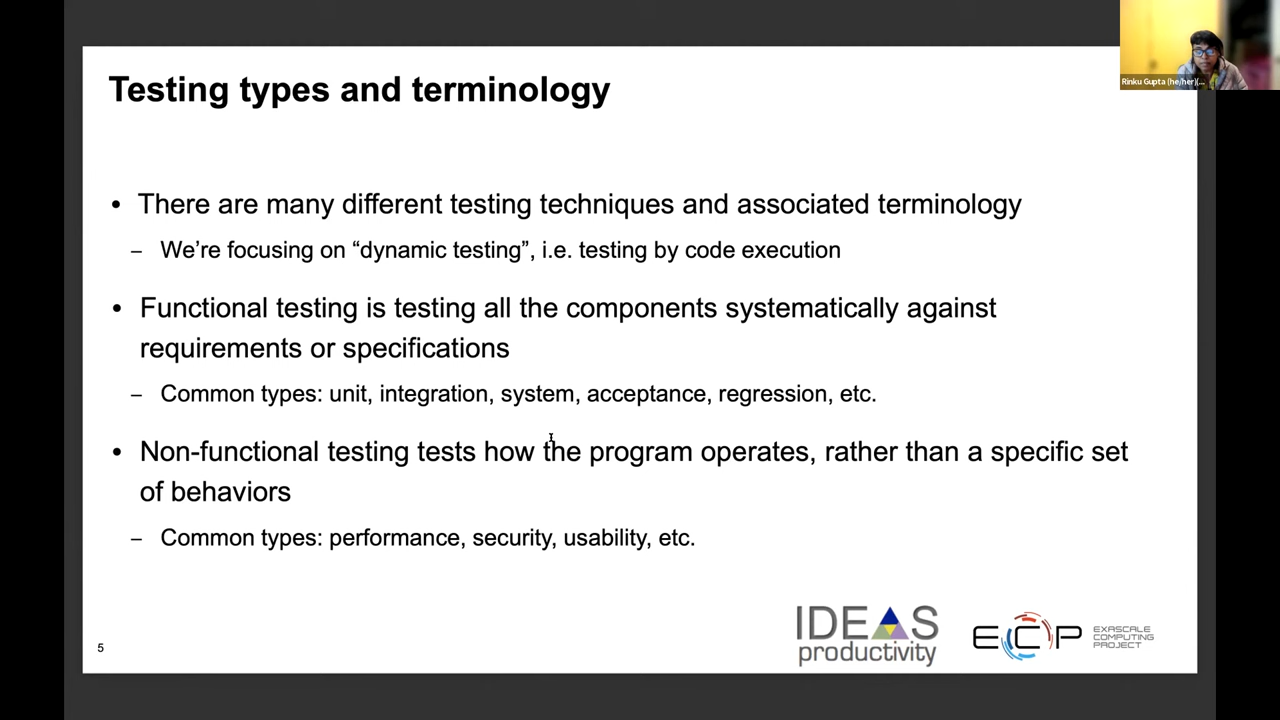 Testing types and terminology
Rinku Gupta (he/her)(...
• There are many different testing techniques and associated terminology
– We're focusing on “dynamic testing”, i.e. testing by code execution
• Functional testing is testing all the components systematically against
requirements or specifications
– Common types: unit, integration, system, acceptance, regression, etc.
• Non-functional testing tests how the program operates, rather than a specific set
of behaviors
– Common types: performance, security, usability, etc.
5
IDEAS
productivity
ECP
EXASCALE
COMPUTING
PROJECT